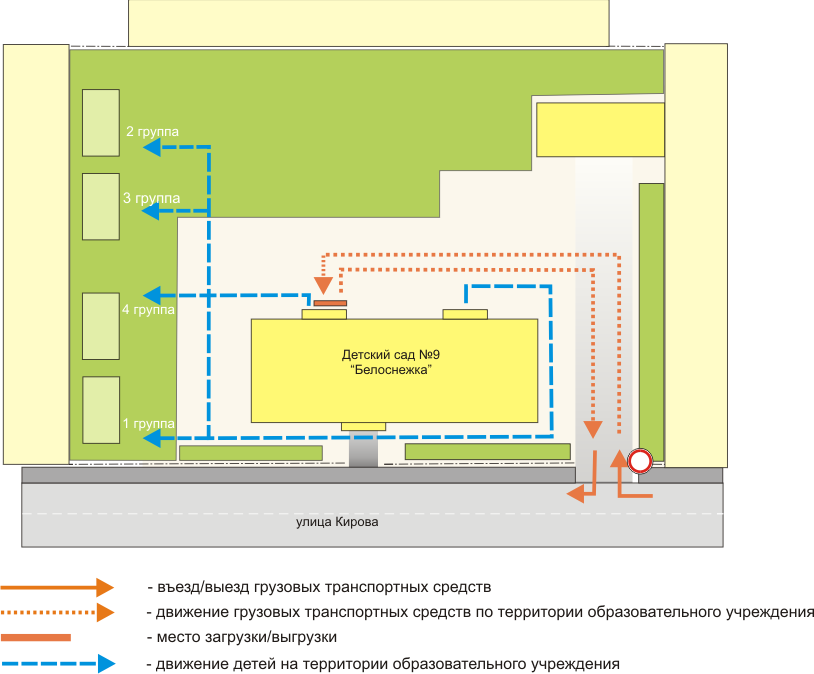 2 группа
3 группа
4 группа
Детский сад №9
“Белоснежка”
1 группа
улица Кирова
- въезд/выезд грузовых транспортных средств
- движение грузовых транспортных средств по территории образовательного учреждения
- место загрузки/выгрузки
- движение детей на территории образовательного учреждения